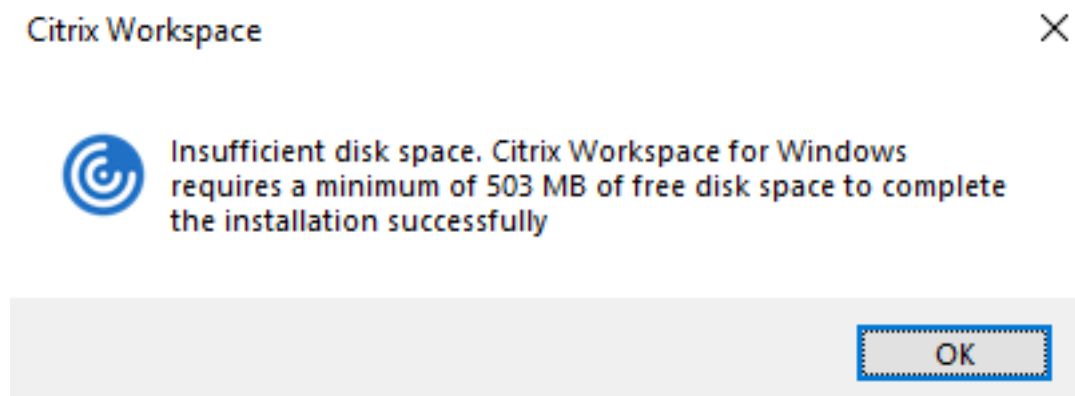 Citrix Workspace
Insufficient disk space. Citrix Workspace for Windows
requires a minimum of 503 MB of free disk space to complete
the installation successfully
OK